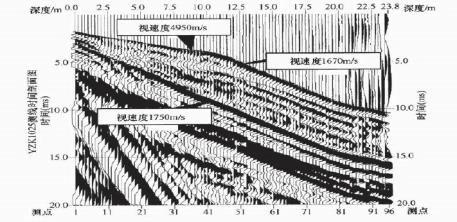 深度/m 0.0 2.5 5.0 7.5 10.0 12.5 15.0 17.5 20.0 22.5 23.8 深度/m
视速度4950m/s
视速度1670m/s
5.0 5.0
YZK1025测线时间剖面图
时间(ms)
10.0 10.0
时间(ms)
视速度1750m/s
15.0 15.0
20.0 20.0
测点 1 11 21 31 41 51 61 71 81 91 96 测点